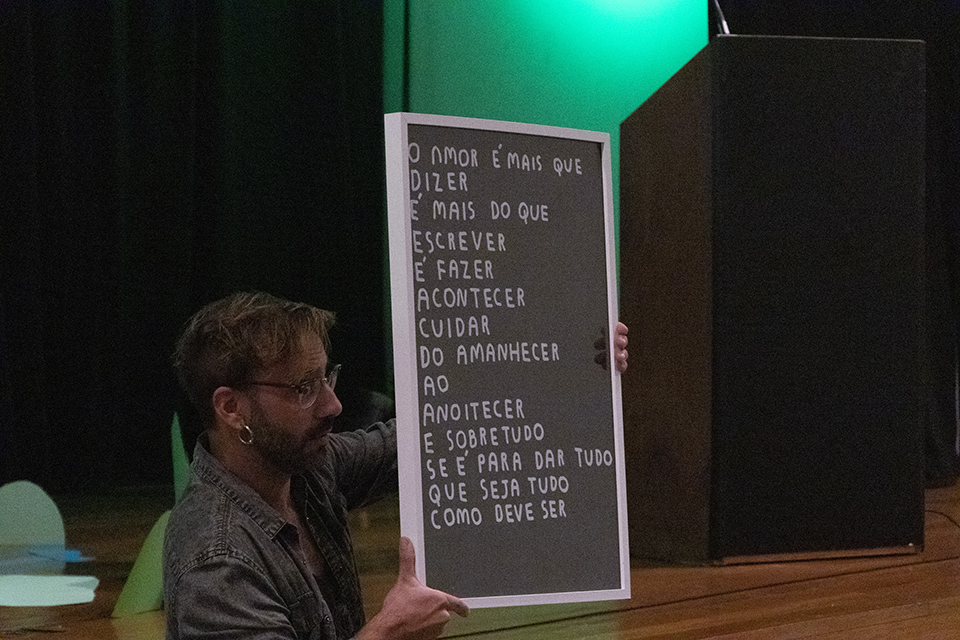 O AMOR É MAIS QUE
DIZER
É MAIS DO QUE
ESCREVER
É FAZER
ACONTECER
CUIDAR
DO AMANHECER
AO
ANOITECER
E SOBRETUDO
SE É PARA DAR TUDO
QUE SEJA TUDO
COMO DEVE SER